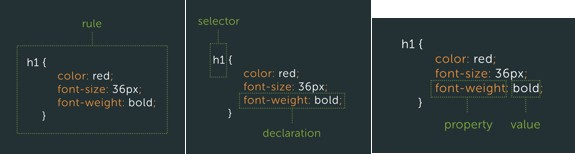 rule
h1 {
color: red;
font-size: 36px;
font-weight: bold;
}
selector
h1 {
color: red;
font-size: 36px;
font-weight: bold;
}
declaration
h1 {
color: red;
font-size: 36px;
font-weight: bold;
}
property value